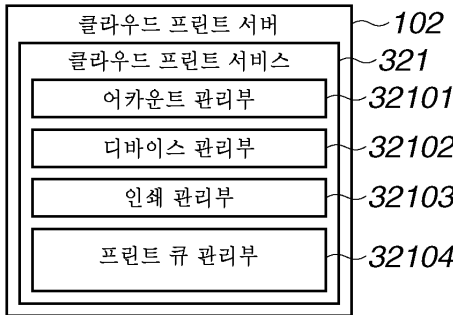 클라우드 프린트 서버 102
클라우드 프린트 서비스 321
어카운트 관리부 32101
디바이스 관리부 32102
인쇄 관리부 32103
프린트 큐 관리부 32104